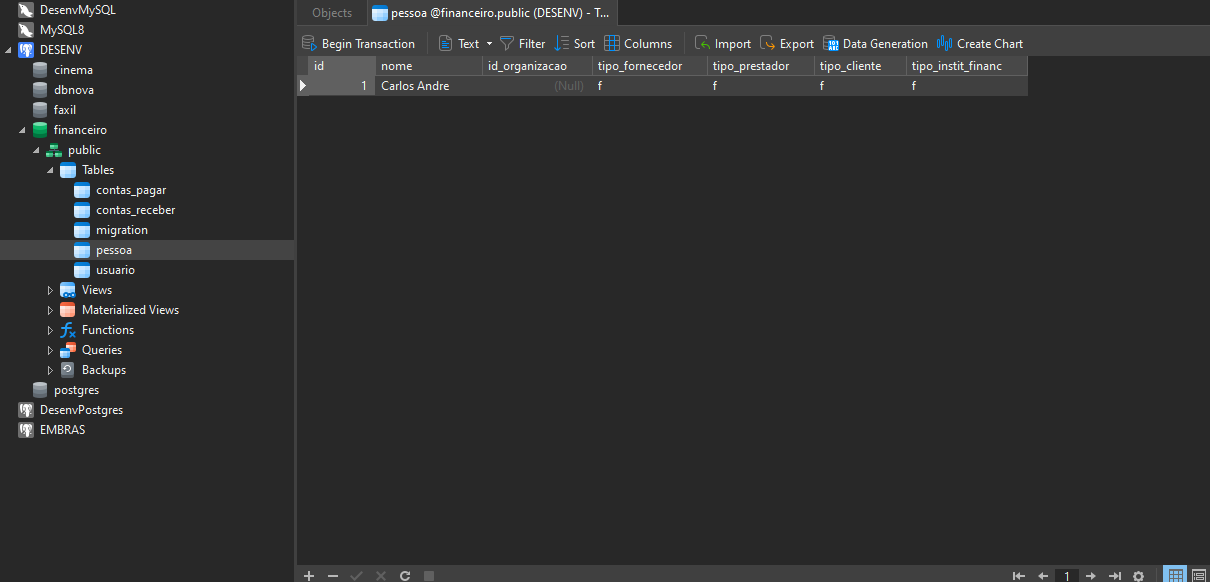 DesenvMySQL
MySQL8
DESENV
cinema
dbnova
faxil
financeiro
public
Tables
contas_pagar
contas_receber
migration
pessoa
usuario
Views
Materialized Views
Functions
Queries
Backups
postgres
DesenvPostgres
EMBRAS
Objects pessoa @financeiro.public (DESENV) - T...
Begin Transaction Text Filter Sort Columns Import Export Data Generation Create Chart
id nome id_organizacao tipo_fornecedor tipo_prestador tipo_cliente tipo_instit_financ
1 Carlos Andre (Null) f f f f
1